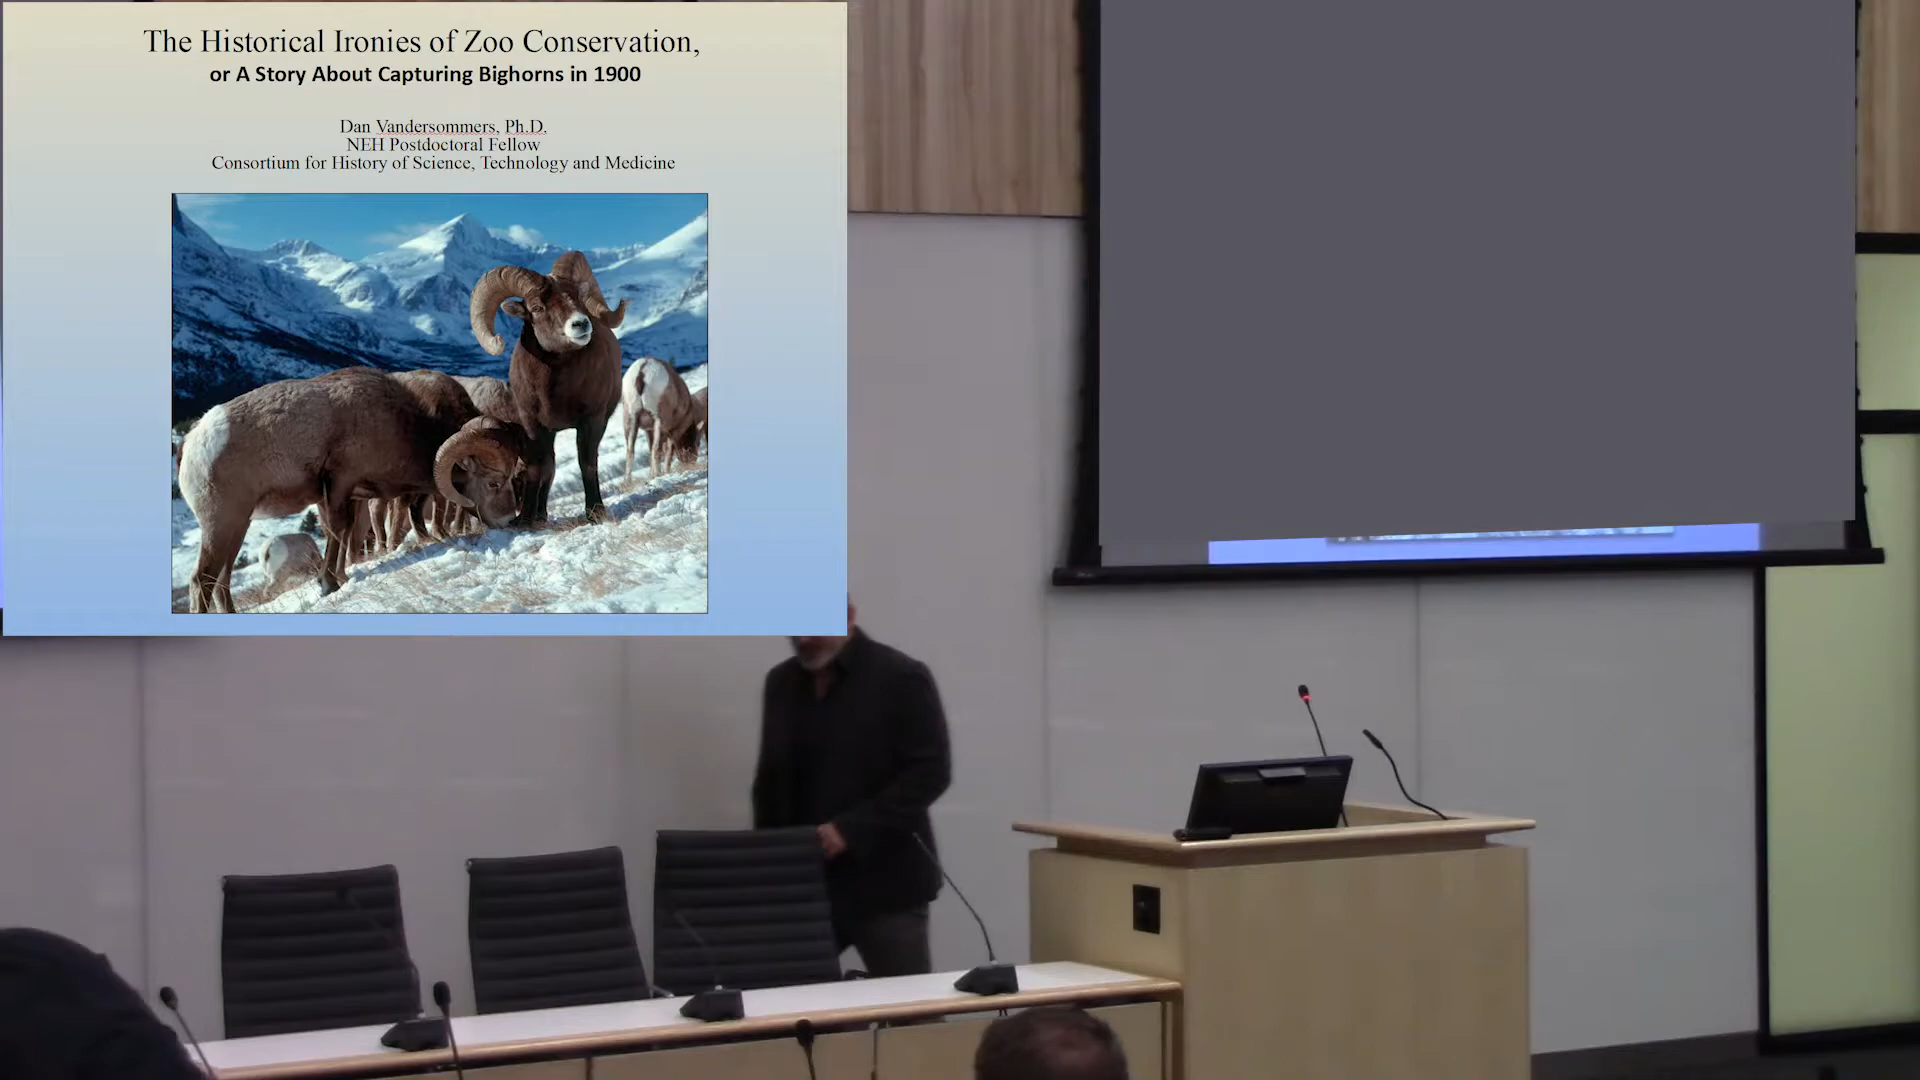 The Historical Ironies of Zoo Conservation,
or A Story About Capturing Bighorns in 1900
Dan Vandersommers, Ph.D.
NEH Postdoctoral Fellow
Consortium for History of Science, Technology and Medicine